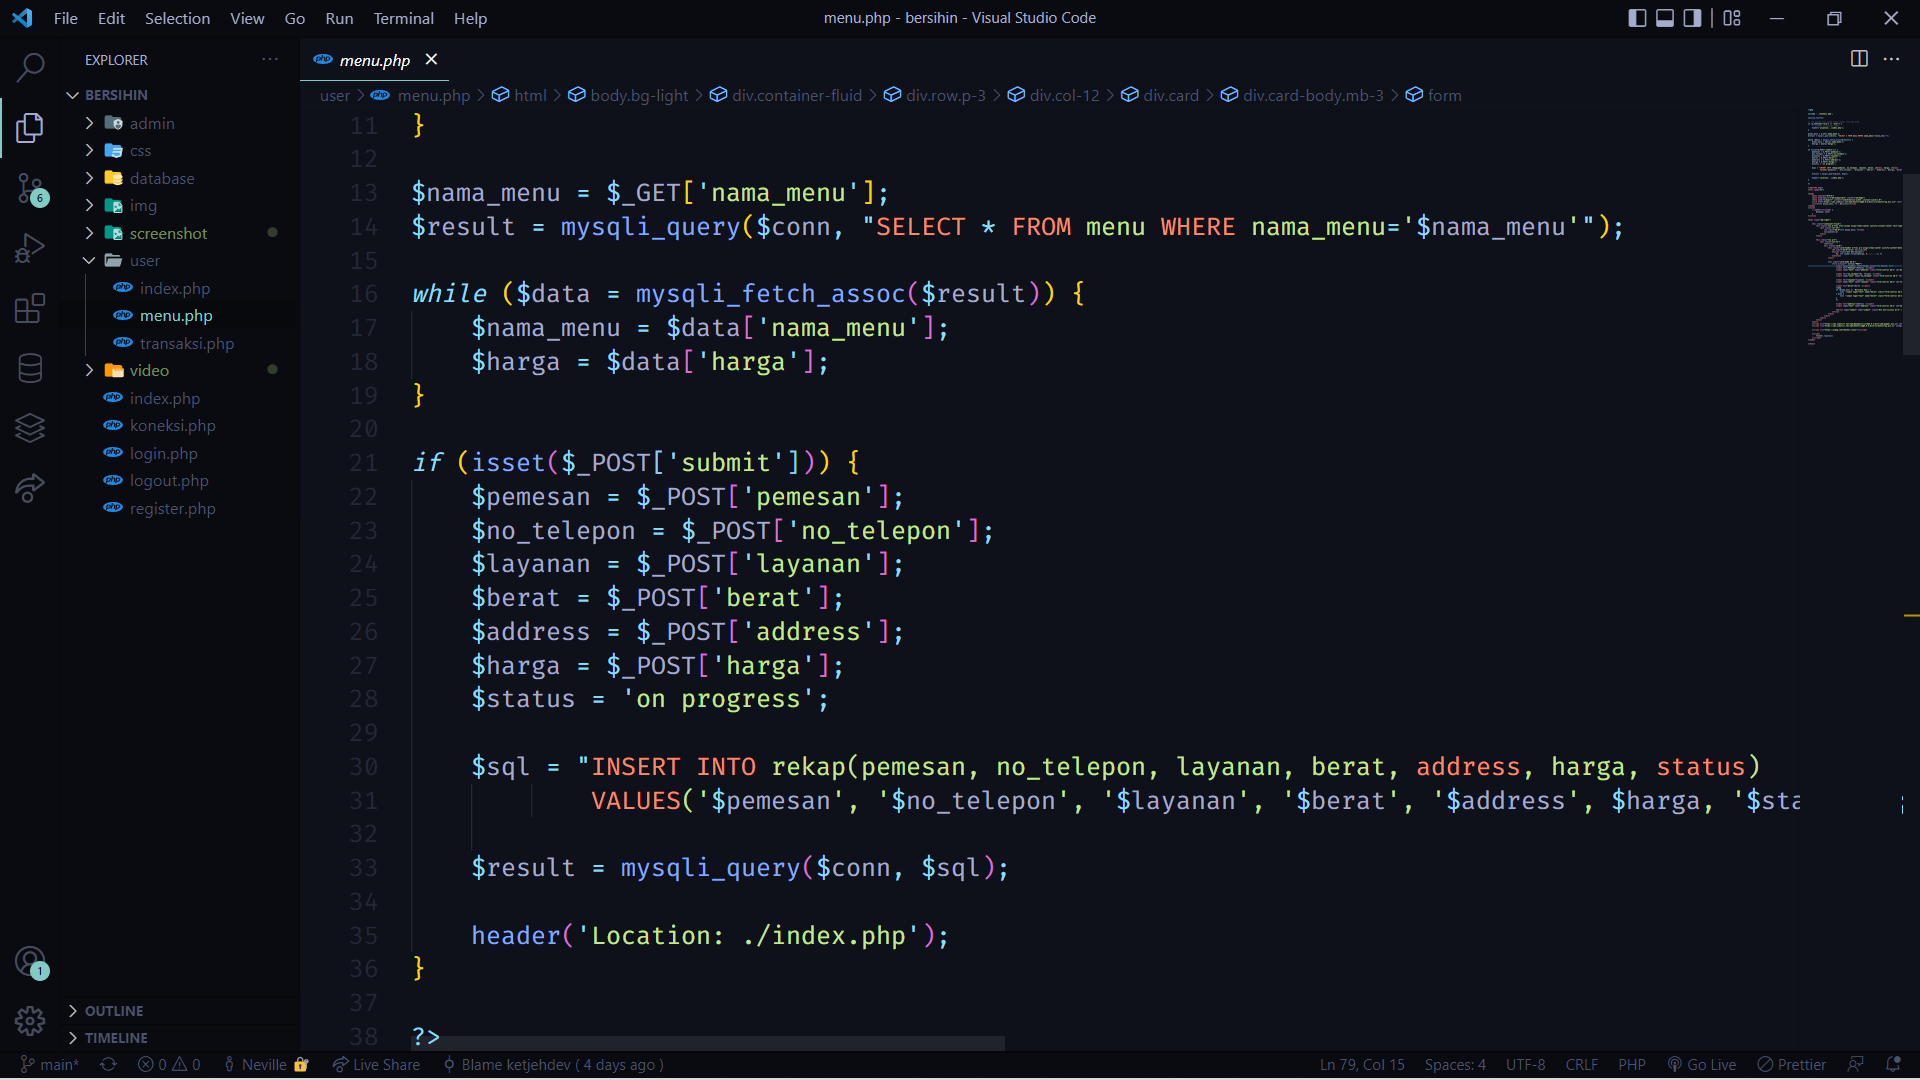 File Edit Selection View Go Run Terminal Help
menu.php - bersihin - Visual Studio Code
EXPLORER
BERSIHIN
admin
css
database
img
screenshot
user
index.php
menu.php
transaksi.php
video
index.php
koneksi.php
login.php
logout.php
register.php
OUTLINE
TIMELINE
6
1
php menu.php
user > menu.php > html > body.bg-light > div.container-fluid > div.row.p-3 > div.col-12 > div.card > div.card-body.mb-3 > form
11 }
12
13 $nama_menu = $_GET['nama_menu'];
14 $result = mysqli_query($conn, "SELECT * FROM menu WHERE nama_menu='$nama_menu'");
15
16 while ($data = mysqli_fetch_assoc($result)) {
17 $nama_menu = $data['nama_menu'];
18 $harga = $data['harga'];
19 }
20
21 if (isset($_POST['submit'])) {
22 $pemesan = $_POST['pemesan'];
23 $no_telepon = $_POST['no_telepon'];
24 $layanan = $_POST['layanan'];
25 $berat = $_POST['berat'];
26 $address = $_POST['address'];
27 $harga = $_POST['harga'];
28 $status = 'on progress';
29
30 $sql = "INSERT INTO rekap(pemesan, no_telepon, layanan, berat, address, harga, status)
31 VALUES('$pemesan', '$no_telepon', '$layanan', '$berat', '$address', $harga, '$sta
32
33 $result = mysqli_query($conn, $sql);
34
35 header('Location: ./index.php');
36 }
37
38 ?>
main* 0 0 Neville Live Share Blame ketjehdev ( 4 days ago ) Ln 79, Col 15 Spaces: 4 UTF-8 CRLF PHP Go Live Prettier